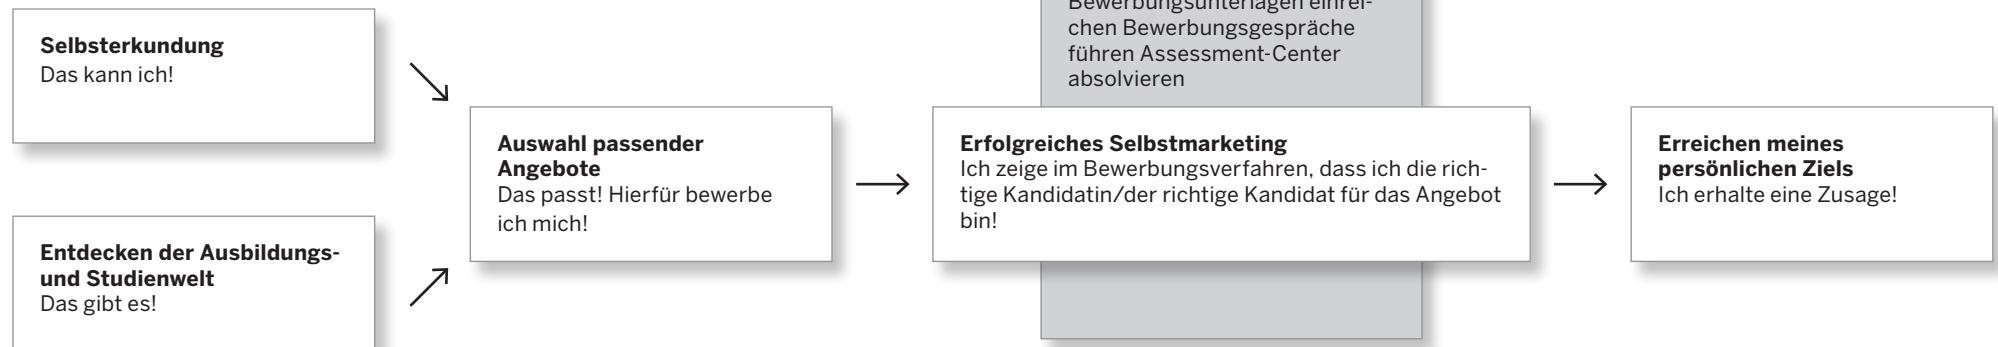 Selbsterkundung
Das kann ich!
Entdecken der Ausbildungs-
und Studienwelt
Das gibt es!
Auswahl passender
Angebote
Das passt! Hierfür bewerbe
ich mich!
Bewerbungsunterlagen einrei-
chen Bewerbungsgespräche
führen Assessment-Center
absolvieren
Erfolgreiches Selbstmarketing
Ich zeige im Bewerbungsverfahren, dass ich die rich-
tige Kandidatin/der richtige Kandidat für das Angebot
bin!
Erreichen meines
persönlichen Ziels
Ich erhalte eine Zusage!